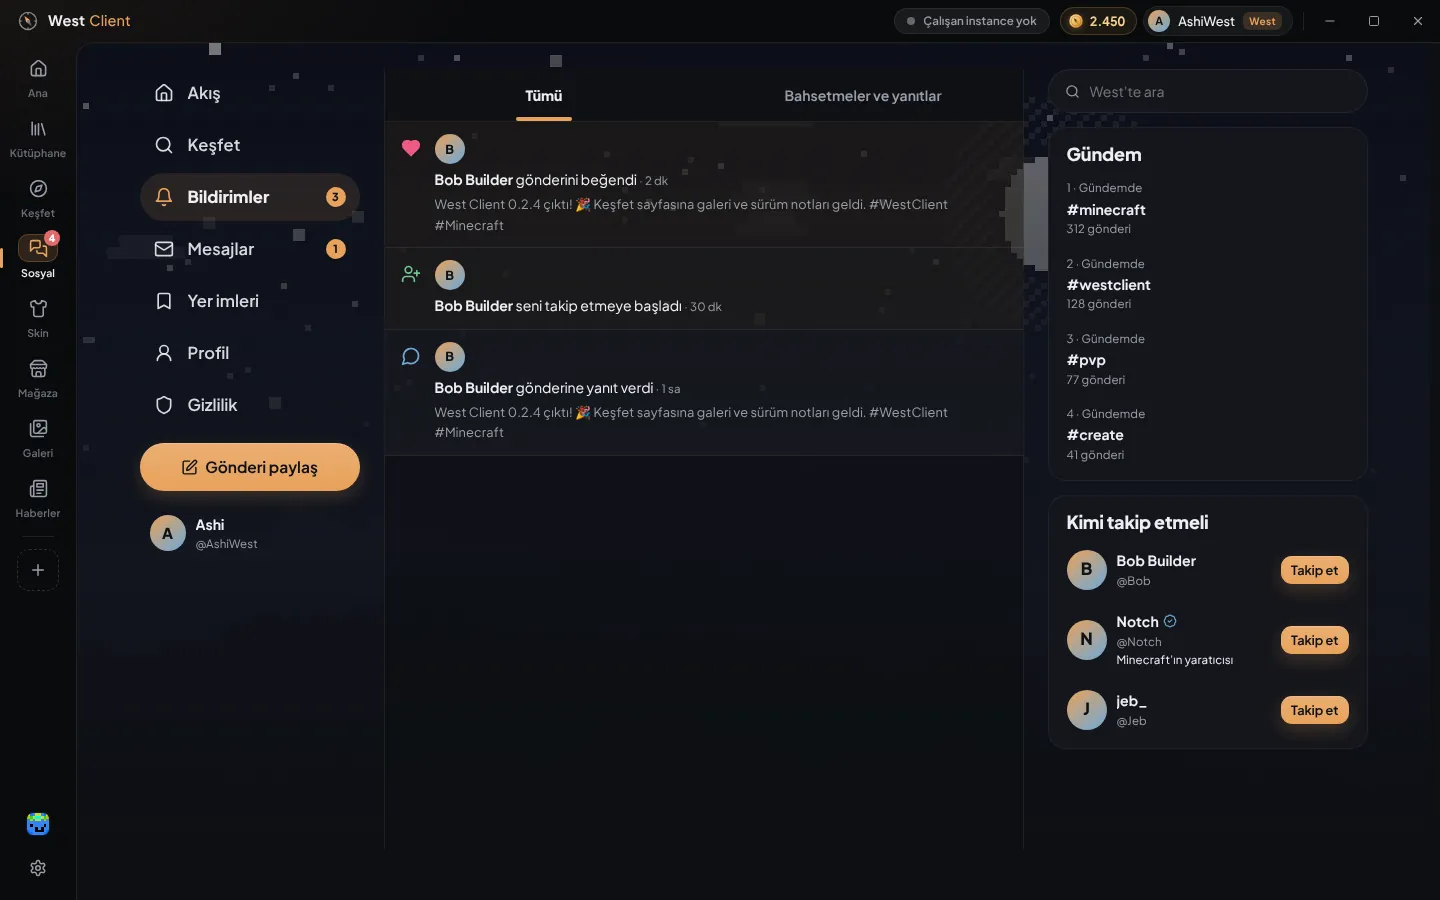 West Client
Çalışan instance yok
2.450
A
AshiWest
West
Ana
Kütüphane
Keşfet
4
Sosyal
Skin
Mağaza
Galeri
Haberler
Akış
Keşfet
Bildirimler
3
Mesajlar
1
Yer imleri
Profil
Gizlilik
Gönderi paylaş
A
Ashi
@AshiWest
Tümü
Bahsetmeler ve yanıtlar
B
Bob Builder gönderini beğendi · 2 dk
West Client 0.2.4 çıktı! 🎉 Keşfet sayfasına galeri ve sürüm notları geldi. #WestClient
#Minecraft
B
Bob Builder seni takip etmeye başladı · 30 dk
B
Bob Builder gönderine yanıt verdi · 1 sa
West Client 0.2.4 çıktı! 🎉 Keşfet sayfasına galeri ve sürüm notları geldi. #WestClient
#Minecraft
West'te ara
Gündem
1 · Gündemde
#minecraft
312 gönderi
2 · Gündemde
#westclient
128 gönderi
3 · Gündemde
#pvp
77 gönderi
4 · Gündemde
#create
41 gönderi
Kimi takip etmeli
B
Bob Builder
@Bob
Takip et
N
Notch
@Notch
Minecraft'ın yaratıcısı
Takip et
J
jeb_
@Jeb
Takip et